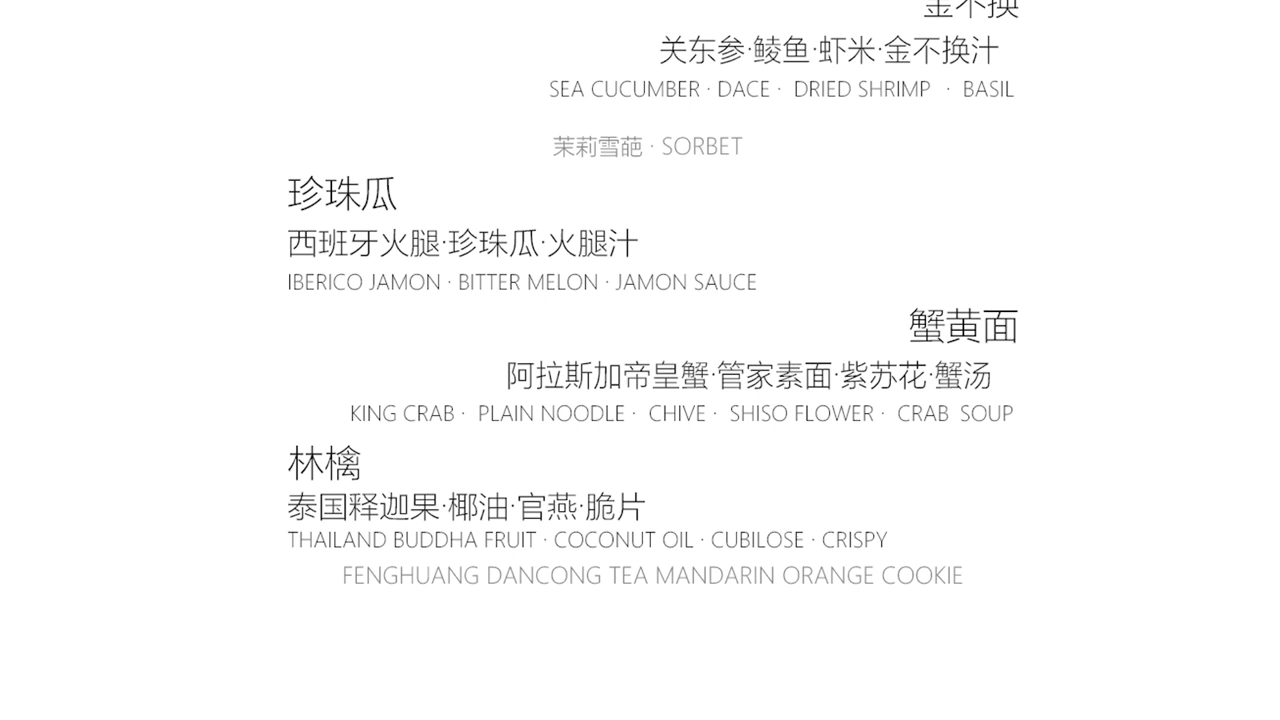 金不换
关东参·鲮鱼·虾米·金不换汁
SEA CUCUMBER · DACE · DRIED SHRIMP · BASIL
茉莉雪葩 · SORBET
珍珠瓜
西班牙火腿·珍珠瓜·火腿汁
IBERICO JAMON · BITTER MELON · JAMON SAUCE
蟹黄面
阿拉斯加帝皇蟹·管家素面·紫苏花·蟹汤
KING CRAB · PLAIN NOODLE · CHIVE · SHISO FLOWER · CRAB SOUP
林檎
泰国释迦果·椰油·官燕·脆片
THAILAND BUDDHA FRUIT · COCONUT OIL · CUBILOSE · CRISPY
FENGHUANG DANCONG TEA MANDARIN ORANGE COOKIE